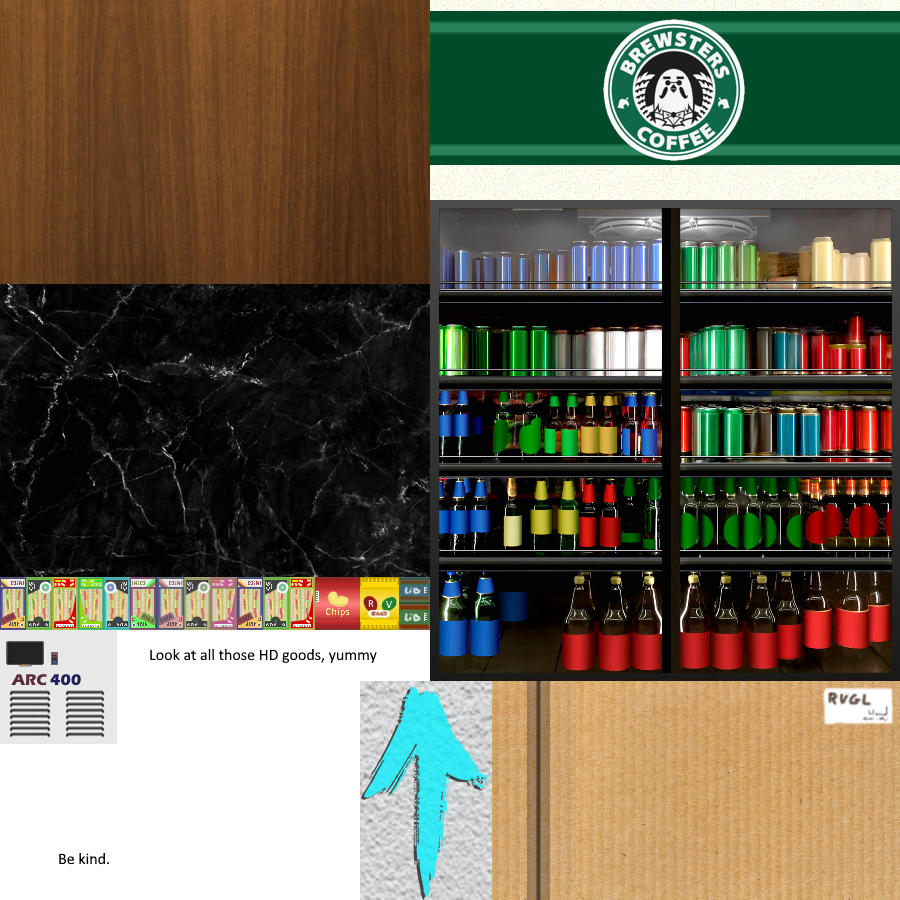 BREWSTERS
COFFEE
Chips
R V
Look at all those HD goods, yummy
ARC 400
RVGL
Be kind.